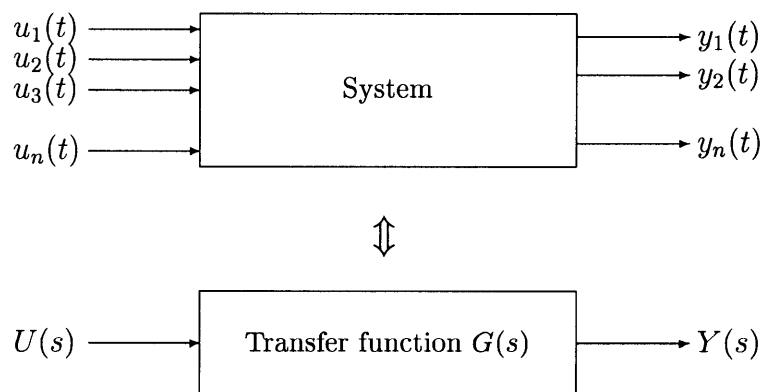 u₁(t)
u₂(t)
u₃(t)
uₙ(t)
System
y₁(t)
y₂(t)
yₙ(t)
⇕
U(s)
Transfer function G(s)
Y(s)